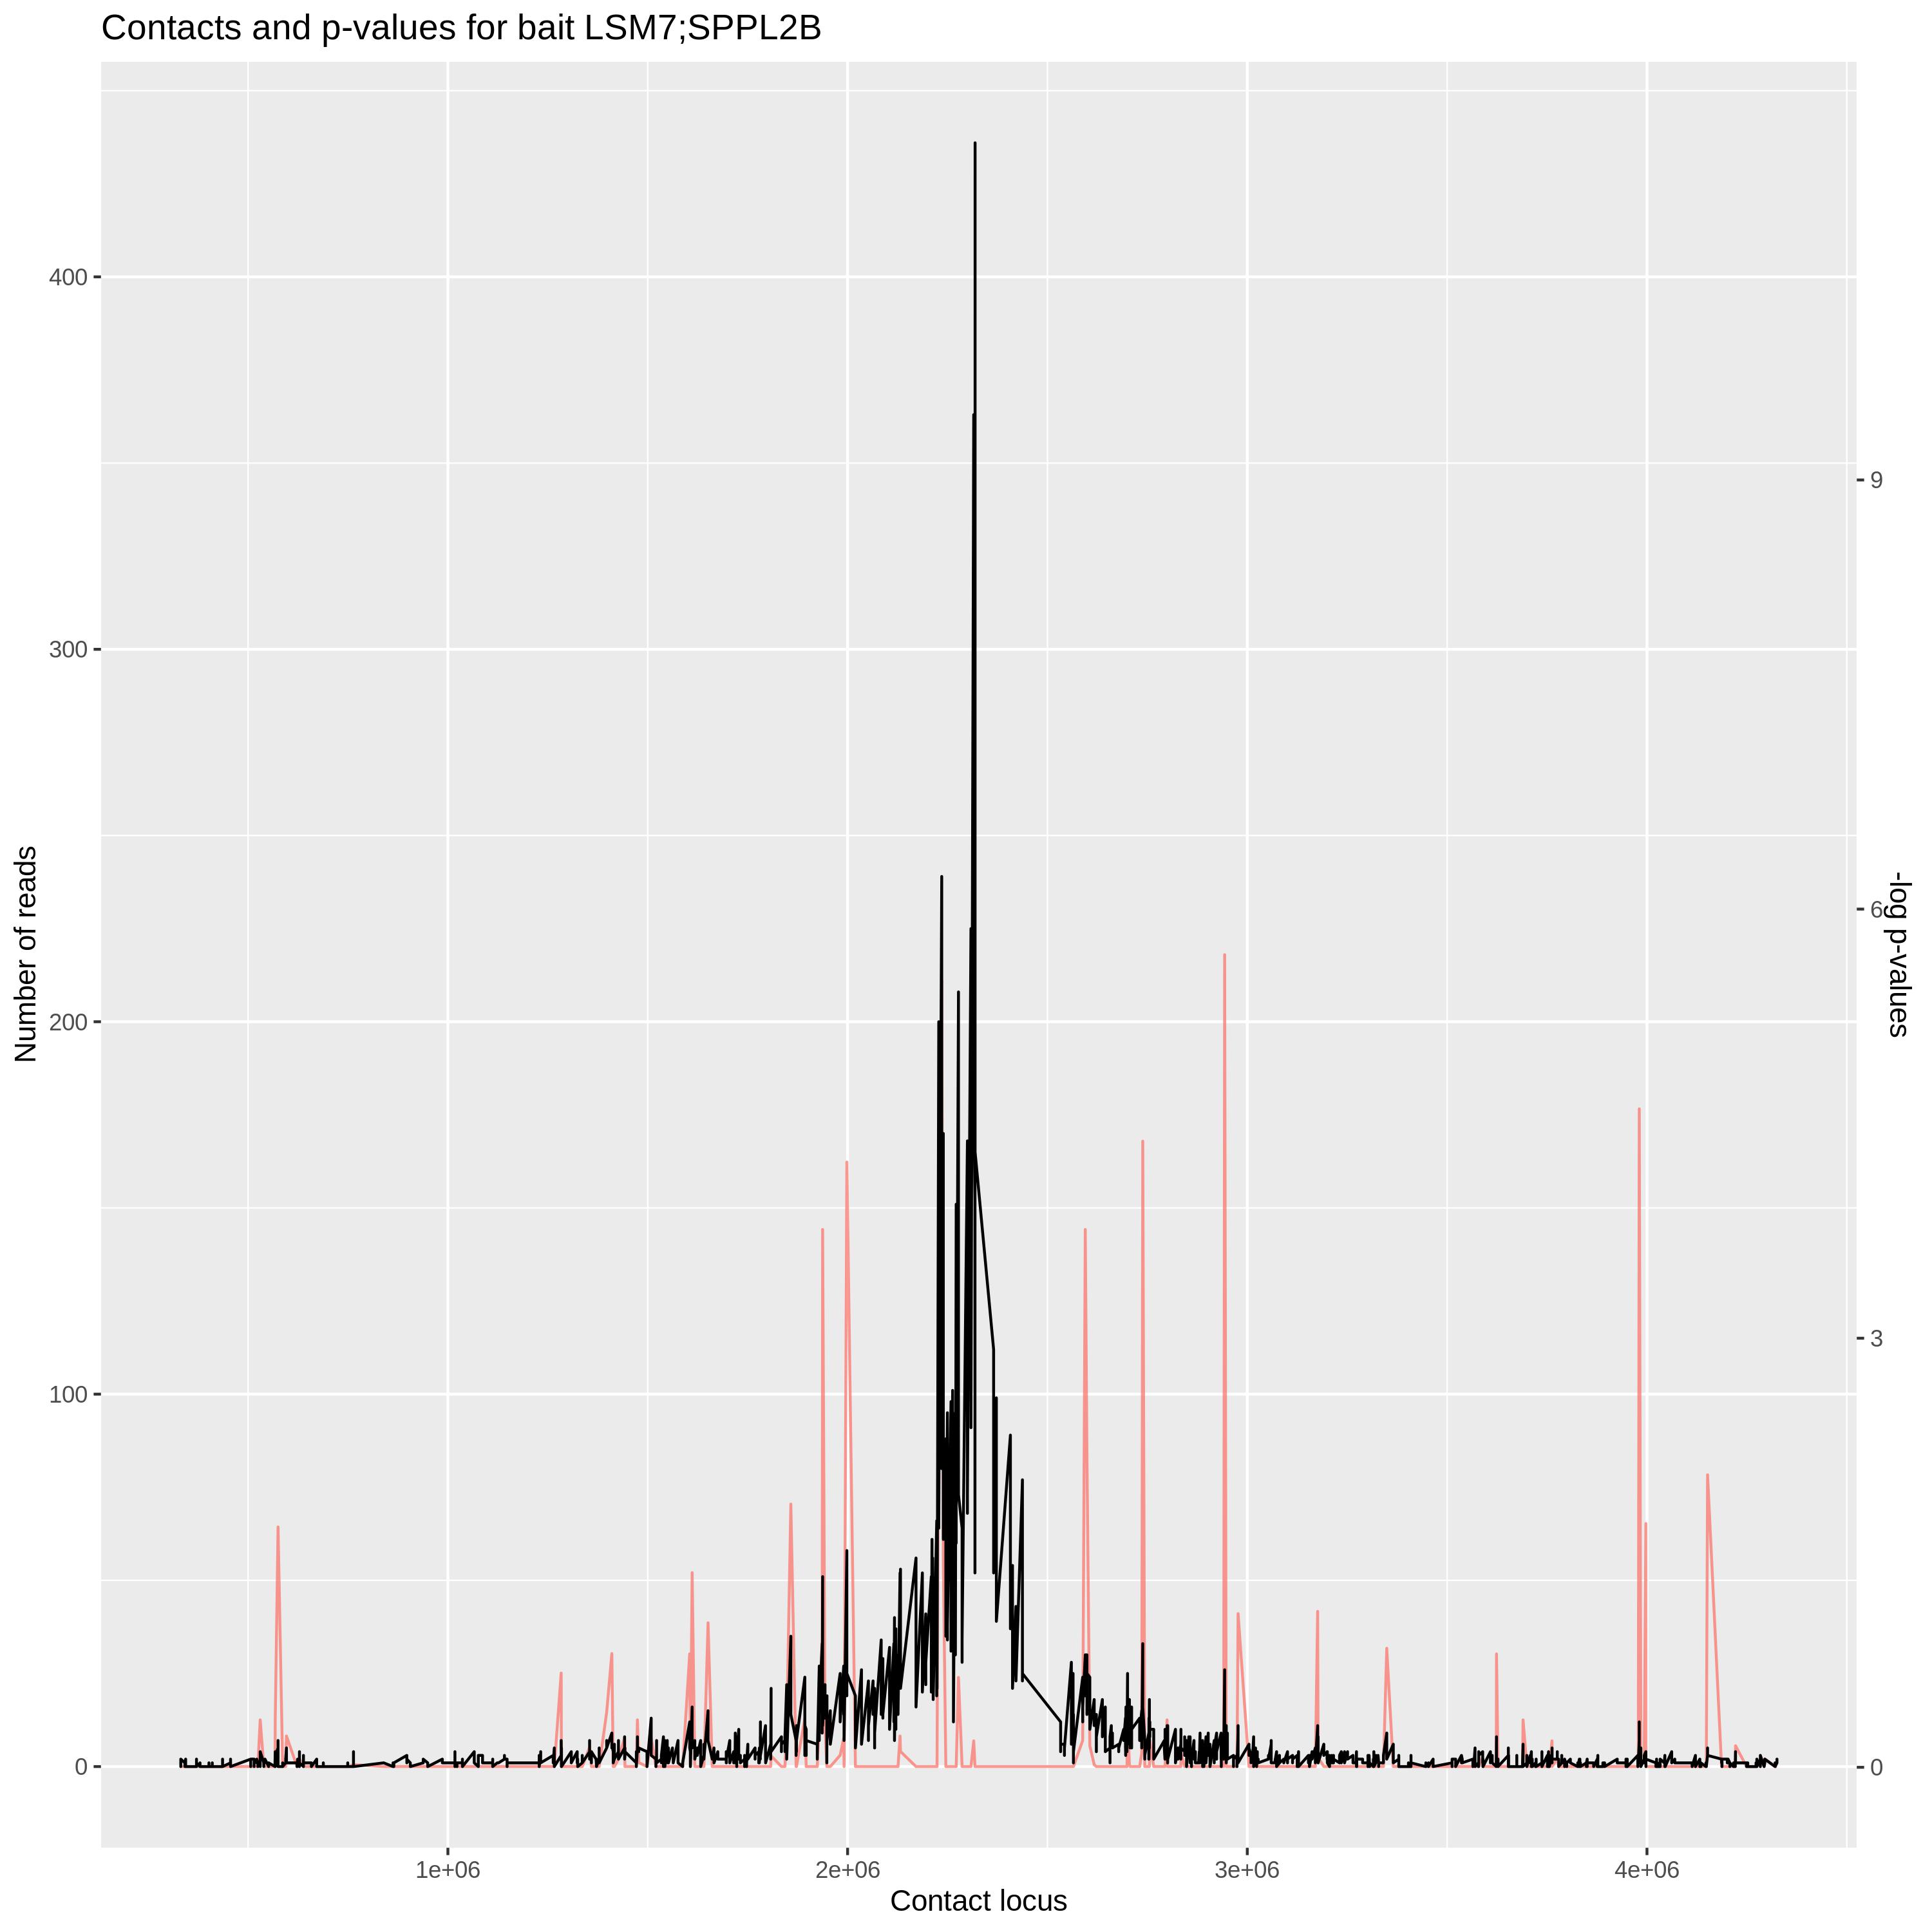 Contacts and p-values for bait LSM7;SPPL2B
400
300
200
100
0
Number of reads
9
6
3
0
-log p-values
1e+06
2e+06
3e+06
4e+06
Contact locus